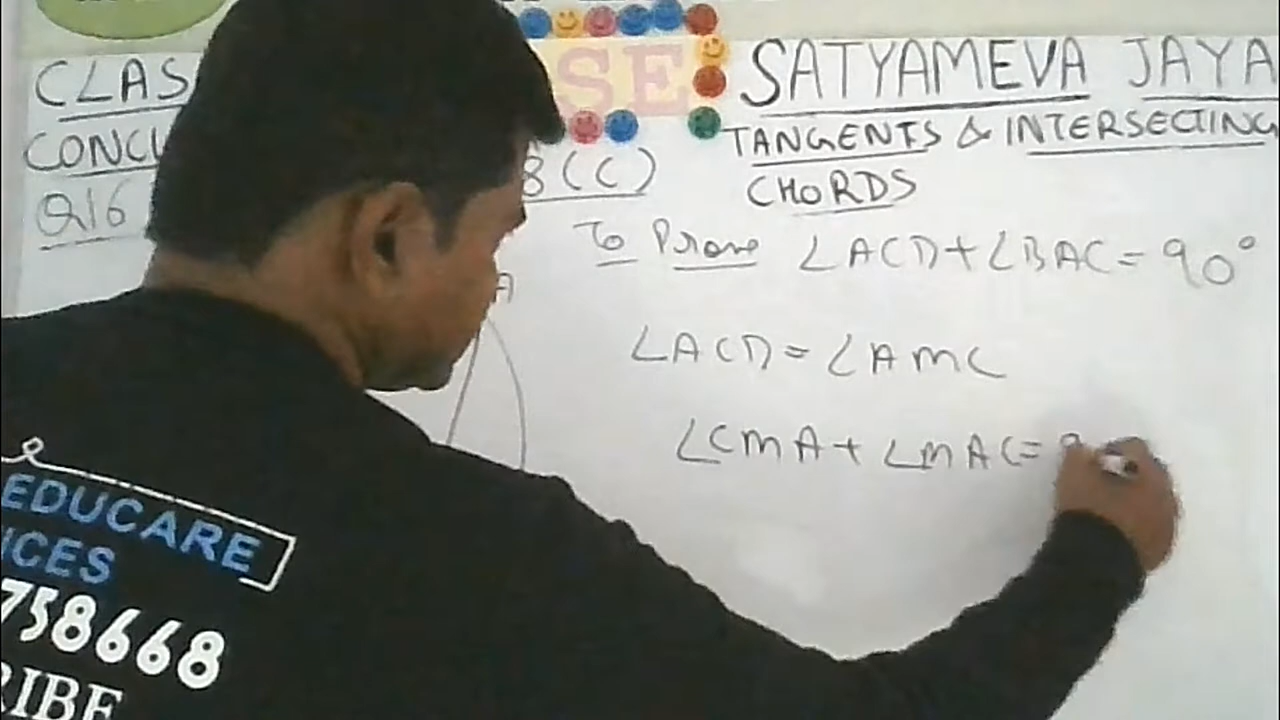 CLAS
SE
SATYAMEVA JAYA
CONCL
8(C)
TANGENTS & INTERSECTING
CHORDS
Q16
To Prove ∠ACD+∠BAC=90°
A
∠ACD=∠AMC
∠CMA+∠MAC=9
EDUCARE
ICES
758668
RIBE